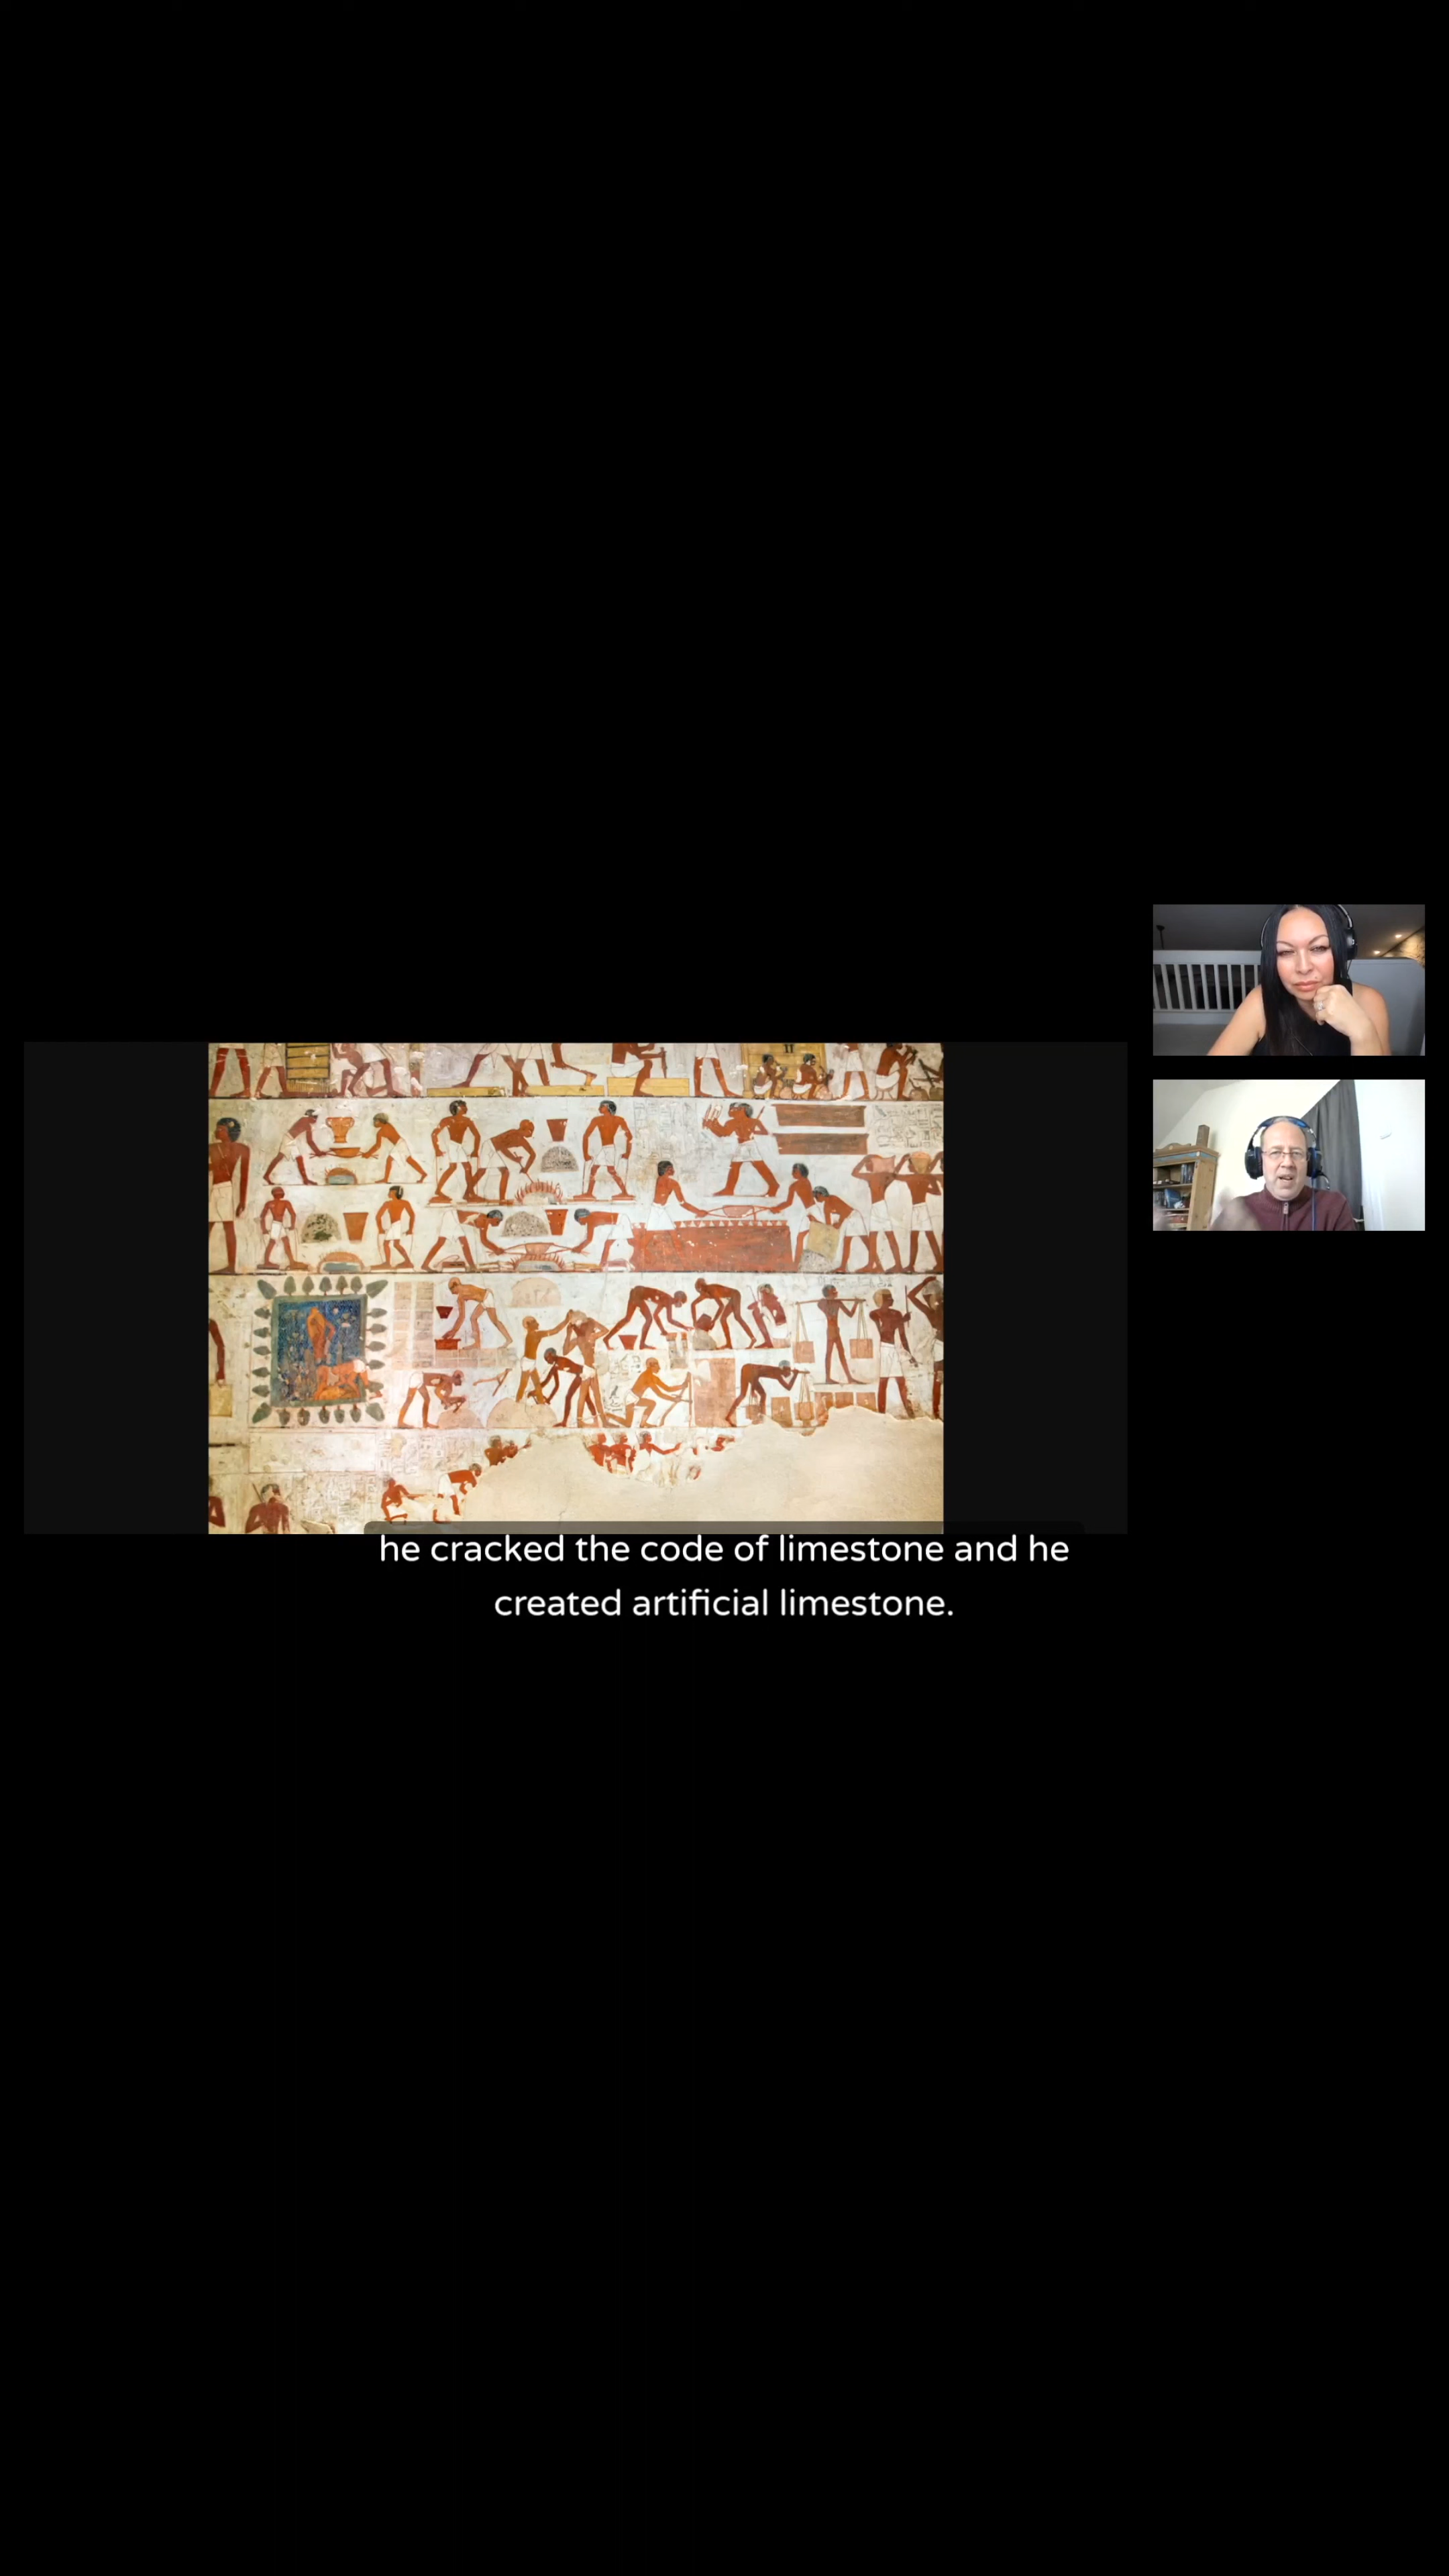 he cracked the code of limestone and he
created artificial limestone.